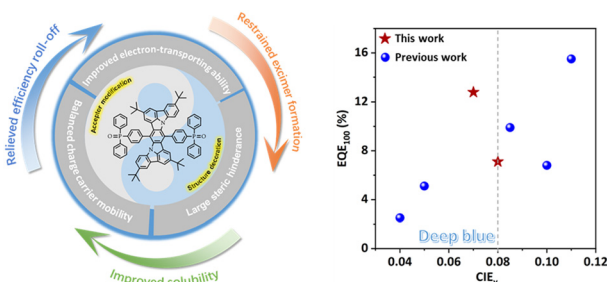 Relieved efficiency roll-off
Restrained excimer formation
Improved solubility
Improved electron-transporting ability
Balanced charge carrier mobility
Large steric hinderance
Acceptor modification
Structure decoration
P=O
P=O
N
N
This work
Previous work
EQE100 (%)
16
12
8
4
0
Deep blue
0.04
0.06
0.08
0.10
0.12
CIEy